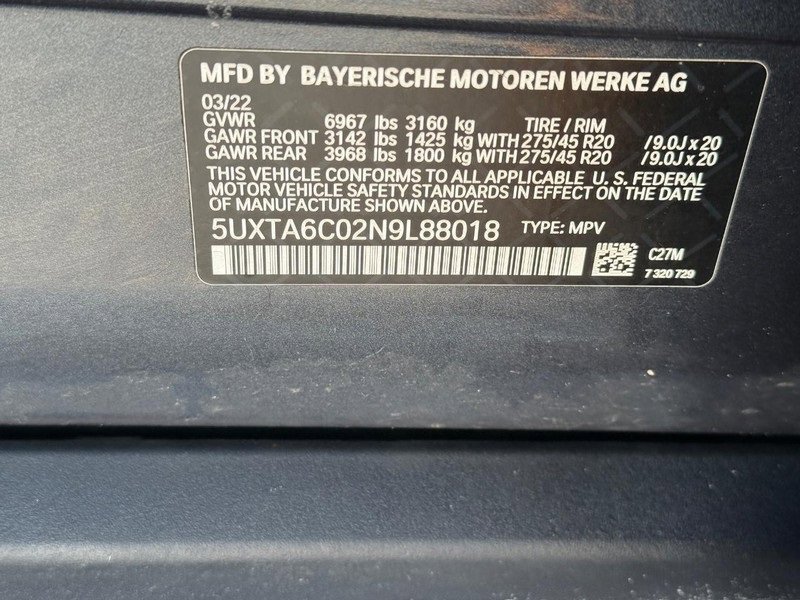 MFD BY BAYERISCHE MOTOREN WERKE AG
03/22
GVWR 6967 lbs 3160 kg TIRE / RIM
GAWR FRONT 3142 lbs 1425 kg WITH 275/45 R20 /9.0J x 20
GAWR REAR 3968 lbs 1800 kg WITH 275/45 R20 /9.0J x 20
THIS VEHICLE CONFORMS TO ALL APPLICABLE U. S. FEDERAL
MOTOR VEHICLE SAFETY STANDARDS IN EFFECT ON THE DATE
OF MANUFACTURE SHOWN ABOVE.
5UXTA6C02N9L88018 TYPE: MPV
C27M
7 320 729